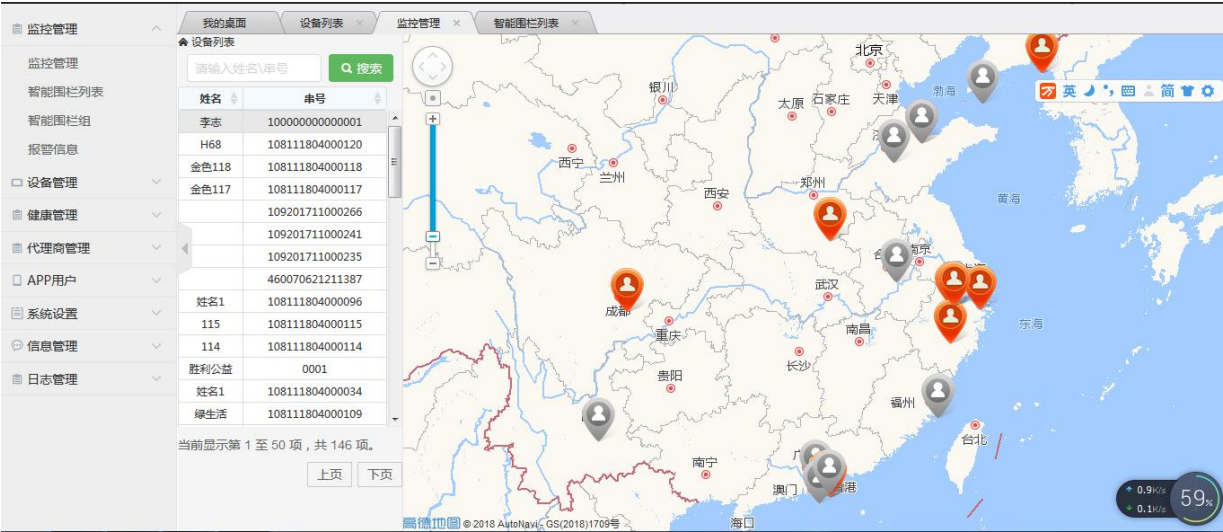 我的桌面 设备列表 × 监控管理 × 智能围栏列表 ×
监控管理
监控管理
智能围栏列表
智能围栏组
报警信息
设备管理
健康管理
代理商管理
APP用户
系统设置
信息管理
日志管理
设备列表
请输入姓名\串号 搜索
姓名 串号
李志 100000000000001
H68 108111804000120
金色118 108111804000118
金色117 108111804000117
109201711000266
109201711000241
109201711000235
460070621211387
姓名1 108111804000096
115 108111804000115
114 108111804000114
胜利公益 0001
姓名1 108111804000034
绿生活 108111804000109
当前显示第 1 至 50 项，共 146 项。
上页 下页
北京
银川
太原 石家庄 天津 渤海
英 简
西宁
兰州
西安 郑州
黄海
南京
成都
武汉
重庆
南昌
东海
长沙
贵阳
福州
台北
南宁
澳门 港
海口
高德地图 © 2018 AutoNavi - GS(2018)1709号
0.9K/s
0.1K/s
59%